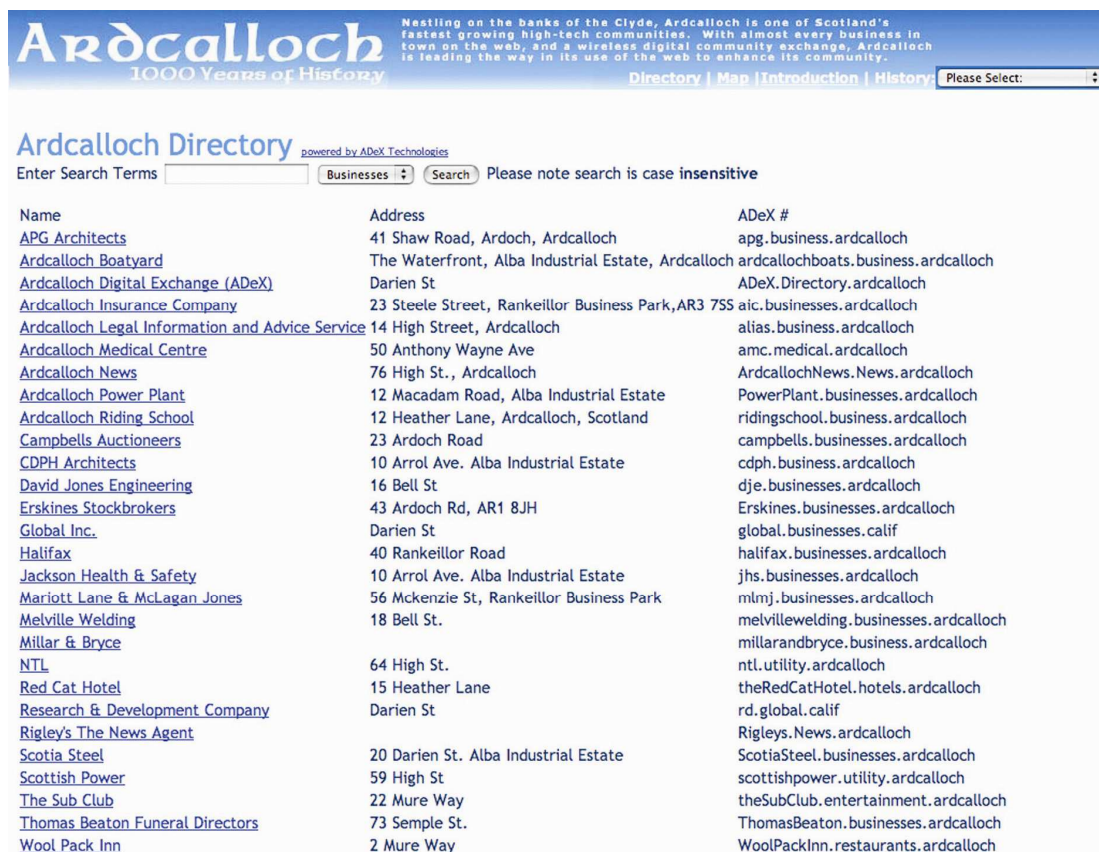 Ardcalloch
1000 Years of History
Nestling on the banks of the Clyde, Ardcalloch is one of Scotland's
fastest growing high-tech communities. With almost every business in
town on the web, and a wireless digital community exchange, Ardcalloch
is leading the way in its use of the web to enhance its community.
Directory | Map |Introduction | History: Please Select:
Ardcalloch Directory powered by ADeX Technologies
Enter Search Terms Businesses Search Please note search is case insensitive
Name Address ADeX #
APG Architects 41 Shaw Road, Ardoch, Ardcalloch apg.business.ardcalloch
Ardcalloch Boatyard The Waterfront, Alba Industrial Estate, Ardcalloch ardcallochboats.business.ardcalloch
Ardcalloch Digital Exchange (ADeX) Darien St ADeX.Directory.ardcalloch
Ardcalloch Insurance Company 23 Steele Street, Rankeillor Business Park,AR3 7SS aic.businesses.ardcalloch
Ardcalloch Legal Information and Advice Service 14 High Street, Ardcalloch alias.business.ardcalloch
Ardcalloch Medical Centre 50 Anthony Wayne Ave amc.medical.ardcalloch
Ardcalloch News 76 High St., Ardcalloch ArdcallochNews.News.ardcalloch
Ardcalloch Power Plant 12 Macadam Road, Alba Industrial Estate PowerPlant.businesses.ardcalloch
Ardcalloch Riding School 12 Heather Lane, Ardcalloch, Scotland ridingschool.business.ardcalloch
Campbells Auctioneers 23 Ardoch Road campbells.businesses.ardcalloch
CDPH Architects 10 Arrol Ave. Alba Industrial Estate cdph.business.ardcalloch
David Jones Engineering 16 Bell St dje.businesses.ardcalloch
Erskines Stockbrokers 43 Ardoch Rd, AR1 8JH Erskines.businesses.ardcalloch
Global Inc. Darien St global.businesses.calif
Halifax 40 Rankeillor Road halifax.businesses.ardcalloch
Jackson Health & Safety 10 Arrol Ave. Alba Industrial Estate jhs.businesses.ardcalloch
Mariott Lane & McLagan Jones 56 Mckenzie St, Rankeillor Business Park mlmj.businesses.ardcalloch
Melville Welding 18 Bell St. melvillewelding.businesses.ardcalloch
Millar & Bryce millarandbryce.business.ardcalloch
NTL 64 High St. ntl.utility.ardcalloch
Red Cat Hotel 15 Heather Lane theRedCatHotel.hotels.ardcalloch
Research & Development Company Darien St rd.global.calif
Rigley's The News Agent Rigleys.News.ardcalloch
Scotia Steel 20 Darien St. Alba Industrial Estate ScotiaSteel.businesses.ardcalloch
Scottish Power 59 High St scottishpower.utility.ardcalloch
The Sub Club 22 Mure Way theSubClub.entertainment.ardcalloch
Thomas Beaton Funeral Directors 73 Semple St. ThomasBeaton.businesses.ardcalloch
Wool Pack Inn 2 Mure Way WoolPackInn.restaurants.ardcalloch